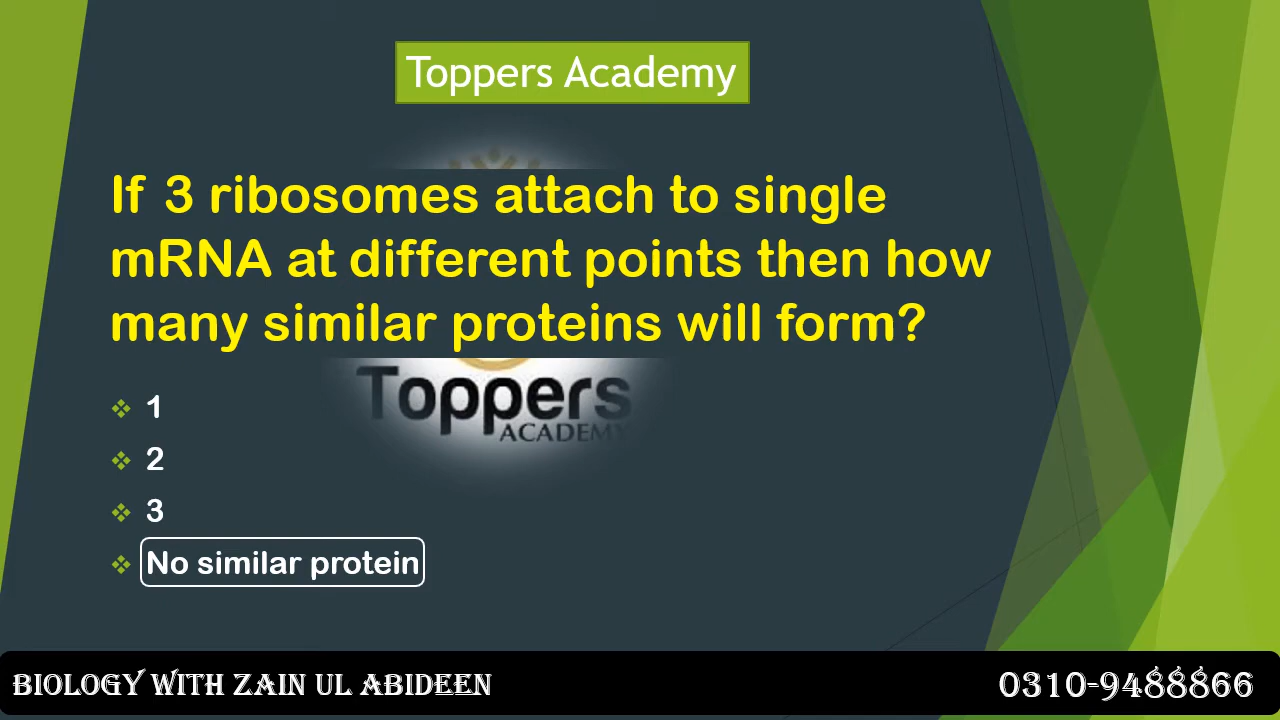 Toppers Academy
If 3 ribosomes attach to single
mRNA at different points then how
many similar proteins will form?
Toppers
ACADEMY
1
2
3
No similar protein
BIOLOGY WITH ZAIN UL ABIDEEN
0310-9488866